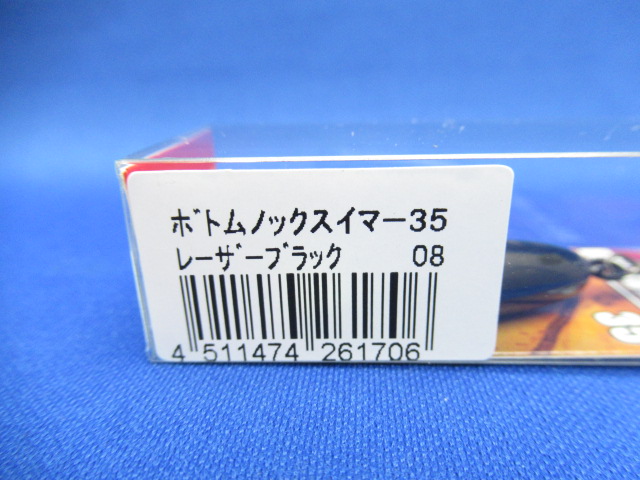 ﾎﾞﾄﾑﾉｯｸｽｲﾏｰ35
ﾚｰｻﾞｰﾌﾞﾗｯｸ 08
4 511474 261706
35